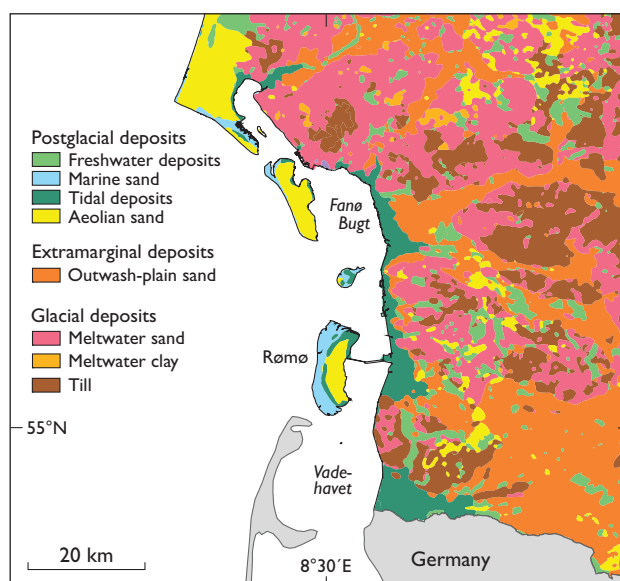 Postglacial deposits
Freshwater deposits
Marine sand
Tidal deposits
Aeolian sand
Extramarginal deposits
Outwash-plain sand
Glacial deposits
Meltwater sand
Meltwater clay
Till
Fanø
Bugt
Rømø
55°N
Vade-
havet
20 km
8°30´E
Germany